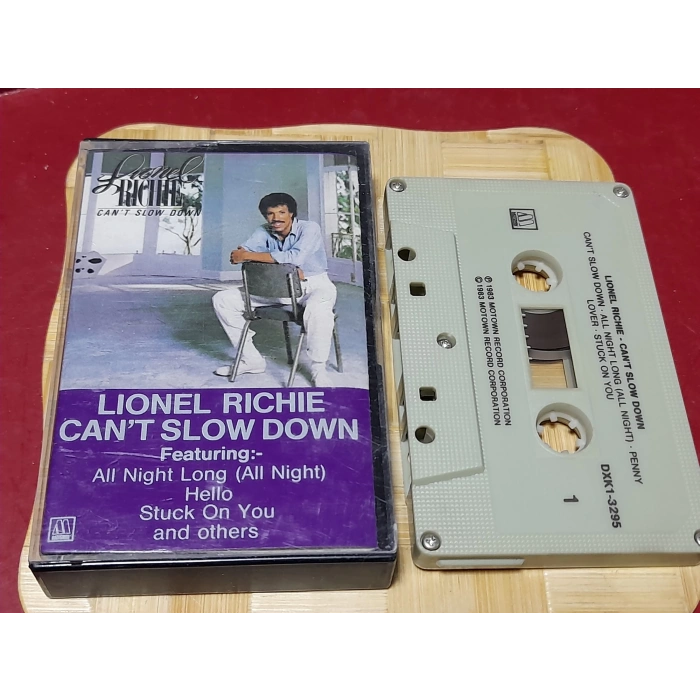 Lionel
RICHIE
CAN'T SLOW DOWN
LIONEL RICHIE
CAN'T SLOW DOWN
Featuring:-
All Night Long (All Night)
Hello
Stuck On You
and others
LIONEL RICHIE - CAN'T SLOW DOWN
CAN'T SLOW DOWN · ALL NIGHT LONG (ALL NIGHT) · PENNY
LOVER · STUCK ON YOU
℗ 1983 MOTOWN RECORD CORPORATION
© 1983 MOTOWN RECORD CORPORATION
DXK1-3295
1